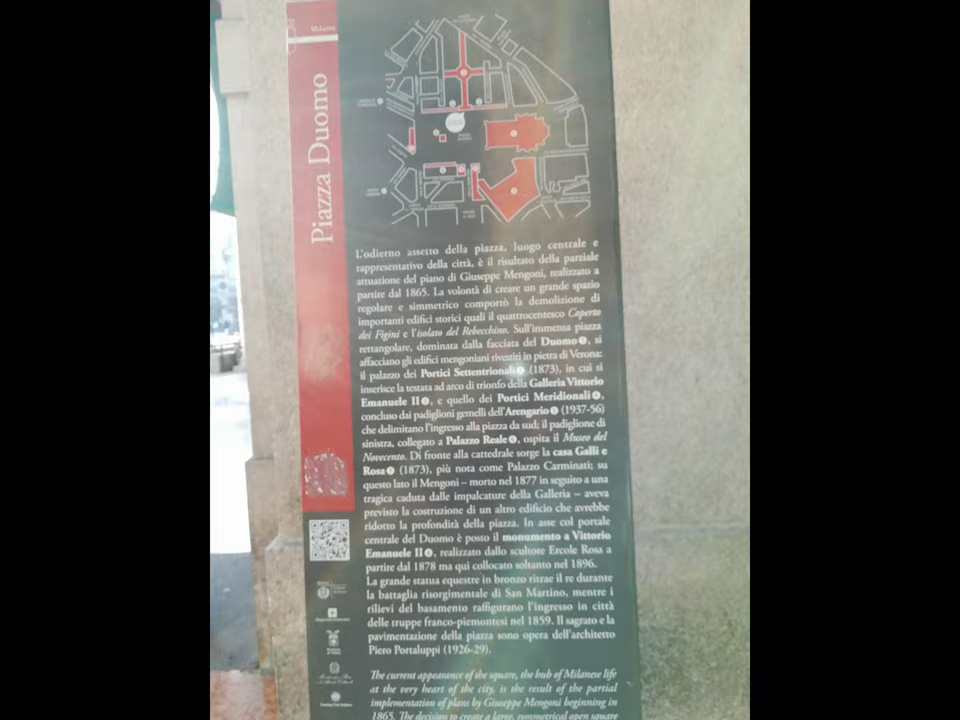 Milano
Piazza Duomo
L'odierno assetto della piazza, luogo centrale e
rappresentativo della città, è il risultato della parziale
attuazione del piano di Giuseppe Mengoni, realizzato a
partire dal 1865. La volontà di creare un grande spazio
regolare e simmetrico comportò la demolizione di
importanti edifici storici quali il quattrocentesco Coperto
dei Figini e l'isolato del Rebecchino. Sull'immensa piazza
rettangolare, dominata dalla facciata del Duomo, si
affacciano gli edifici mengoniani rivestiti in pietra di Verona:
il palazzo dei Portici Settentrionali (1873), in cui si
inserisce la testata ad arco di trionfo della Galleria Vittorio
Emanuele II, e quello dei Portici Meridionali,
concluso dai padiglioni gemelli dell'Arengario (1937-56)
che delimitano l'ingresso alla piazza da sud; il padiglione di
sinistra, collegato a Palazzo Reale, ospita il Museo del
Novecento. Di fronte alla cattedrale sorge la casa Galli e
Rosa (1873), più nota come Palazzo Carminati; su
questo lato il Mengoni – morto nel 1877 in seguito a una
tragica caduta dalle impalcature della Galleria – aveva
previsto la costruzione di un altro edificio che avrebbe
ridotto la profondità della piazza. In asse col portale
centrale del Duomo è posto il monumento a Vittorio
Emanuele II, realizzato dallo scultore Ercole Rosa a
partire dal 1878 ma qui collocato soltanto nel 1896.
La grande statua equestre in bronzo ritrae il re durante
la battaglia risorgimentale di San Martino, mentre i
rilievi del basamento raffigurano l'ingresso in città
delle truppe franco-piemontesi nel 1859. Il sagrato e la
pavimentazione della piazza sono opera dell'architetto
Piero Portaluppi (1926-29).
The current appearance of the square, the hub of Milanese life
at the very heart of the city, is the result of the partial
implementation of plans by Giuseppe Mengoni beginning in
1865. The decision to create a large, symmetrical open square